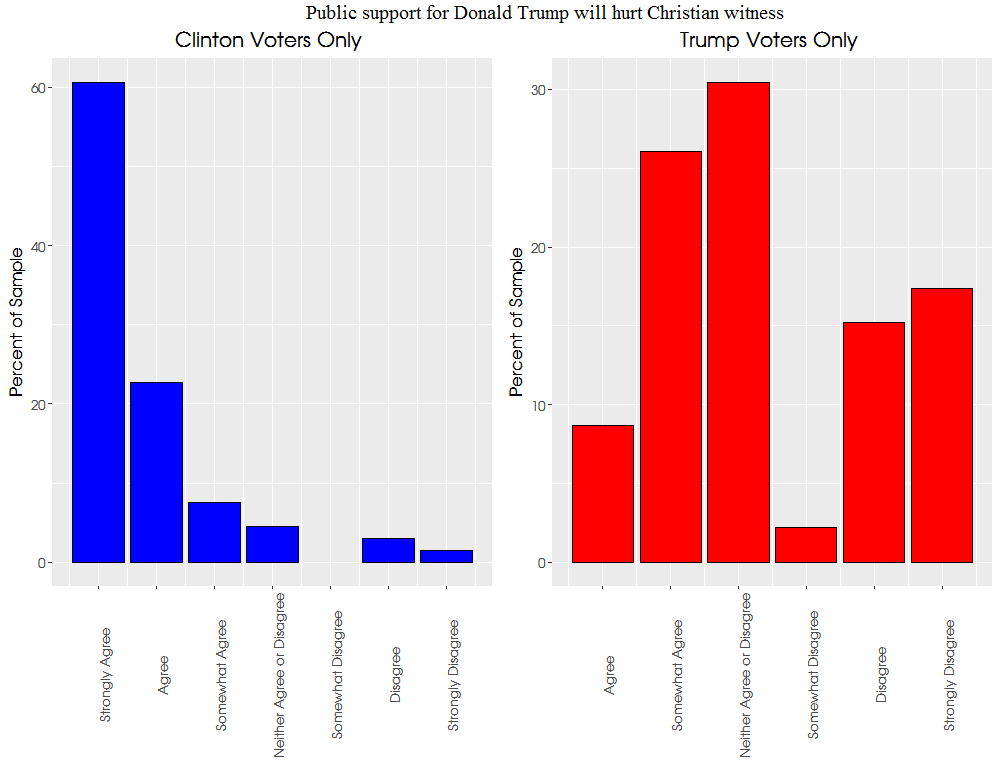 Public support for Donald Trump will hurt Christian witness
Clinton Voters Only
Percent of Sample
60
40
20
0
Strongly Agree
Agree
Somewhat Agree
Neither Agree or Disagree
Somewhat Disagree
Disagree
Strongly Disagree
Trump Voters Only
Percent of Sample
30
20
10
0
Agree
Somewhat Agree
Neither Agree or Disagree
Somewhat Disagree
Disagree
Strongly Disagree